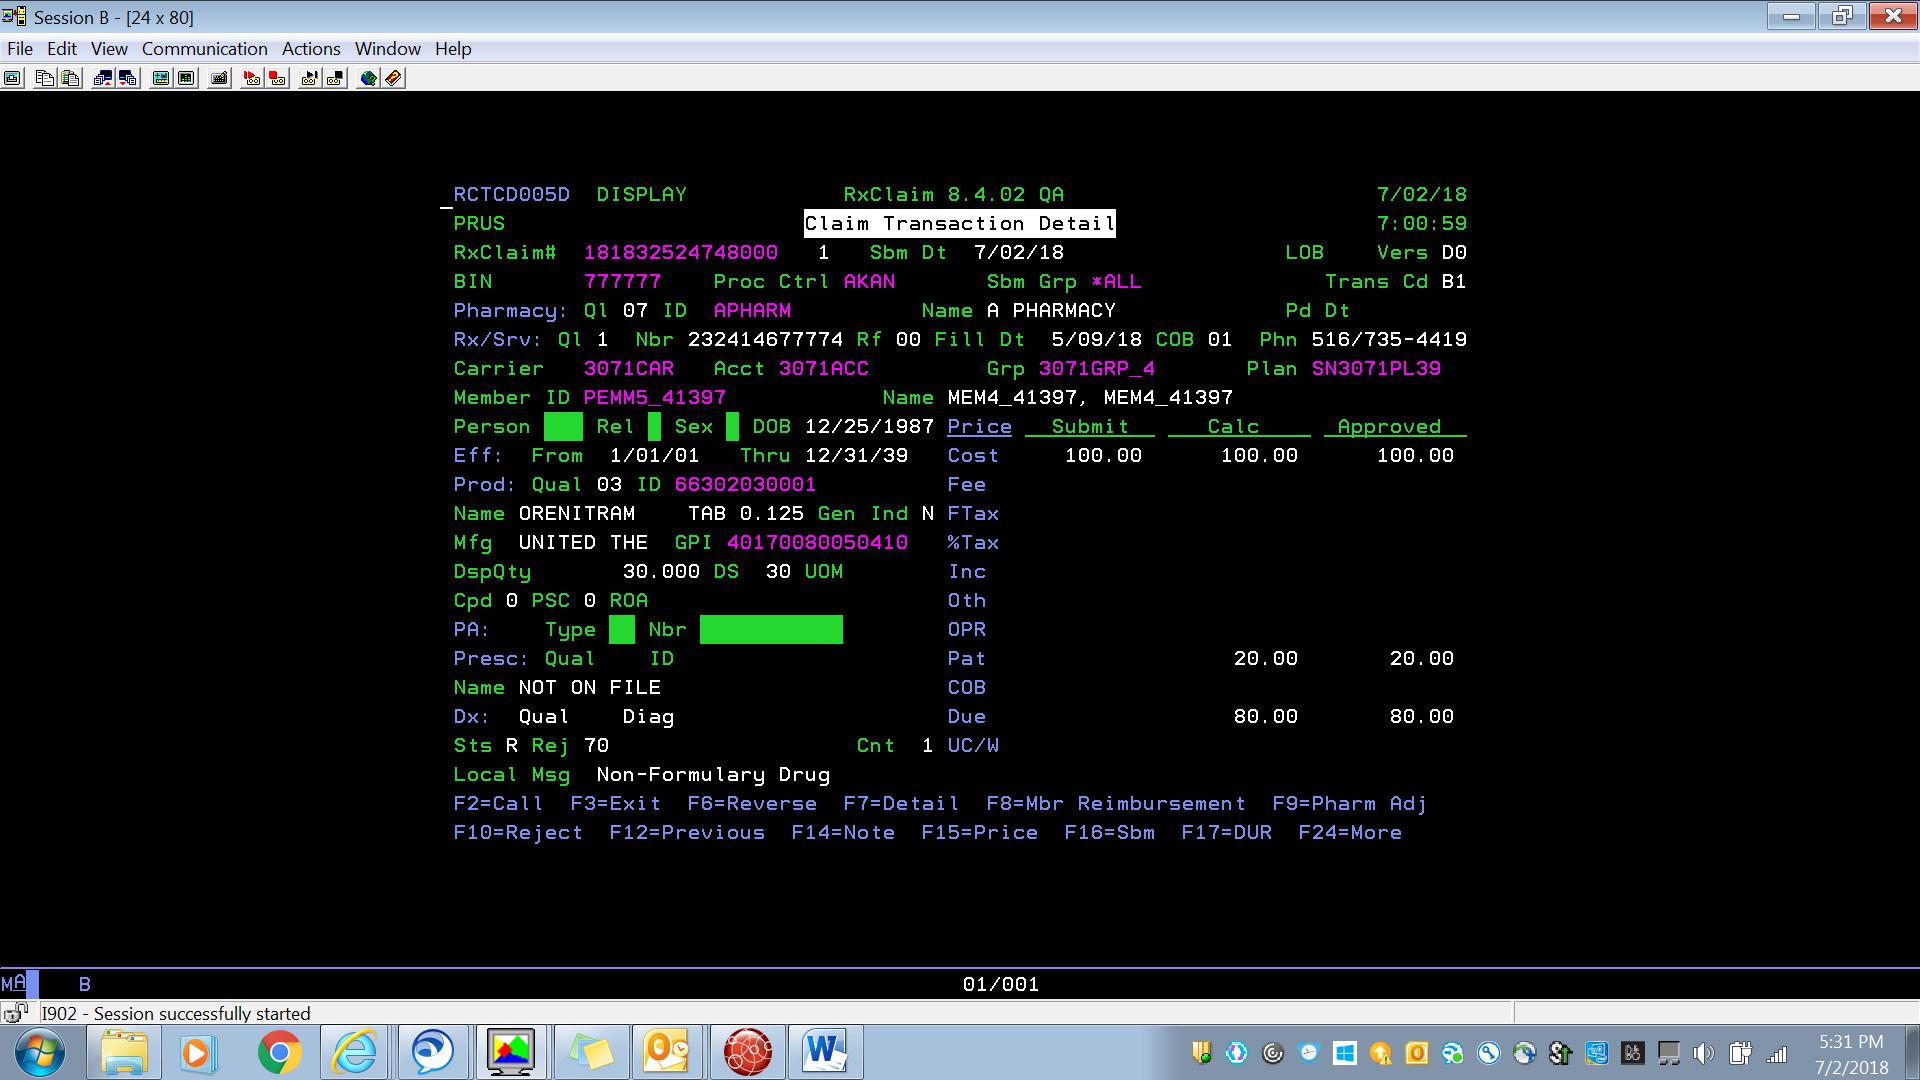 Session B - [24 x 80]
File Edit View Communication Actions Window Help
RCTCD005D DISPLAY RxClaim 8.4.02 QA 7/02/18
PRUS Claim Transaction Detail 7:00:59
RxClaim# 181832524748000 1 Sbm Dt 7/02/18 LOB Vers D0
BIN 777777 Proc Ctrl AKAN Sbm Grp *ALL Trans Cd B1
Pharmacy: Ql 07 ID APHARM Name A PHARMACY Pd Dt
Rx/Srv: Ql 1 Nbr 232414677774 Rf 00 Fill Dt 5/09/18 COB 01 Phn 516/735-4419
Carrier 3071CAR Acct 3071ACC Grp 3071GRP_4 Plan SN3071PL39
Member ID PEMM5_41397 Name MEM4_41397, MEM4_41397
Person Rel Sex DOB 12/25/1987 Price Submit Calc Approved
Eff: From 1/01/01 Thru 12/31/39 Cost 100.00 100.00 100.00
Prod: Qual 03 ID 66302030001 Fee
Name ORENITRAM TAB 0.125 Gen Ind N FTax
Mfg UNITED THE GPI 40170080050410 %Tax
DspQty 30.000 DS 30 UOM Inc
Cpd 0 PSC 0 ROA Oth
PA: Type Nbr OPR
Presc: Qual ID Pat 20.00 20.00
Name NOT ON FILE COB
Dx: Qual Diag Due 80.00 80.00
Sts R Rej 70 Cnt 1 UC/W
Local Msg Non-Formulary Drug
F2=Call F3=Exit F6=Reverse F7=Detail F8=Mbr Reimbursement F9=Pharm Adj
F10=Reject F12=Previous F14=Note F15=Price F16=Sbm F17=DUR F24=More
MA B 01/001
I902 - Session successfully started
5:31 PM
7/2/2018